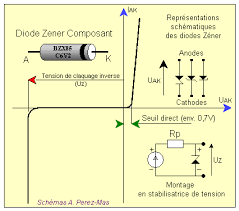 IAK
Représentations
schématiques
des diodes Zéner
Diode Zener Composant
BZX85
C6V2
A
K
Anodes
UAK
Cathodes
Tension de claquage inverse
(Uz)
UAK
Seuil direct (env. 0,7V)
Rp
Uz
Montage
en stabilisatrice de tension
Schémas A. Perez-Mas